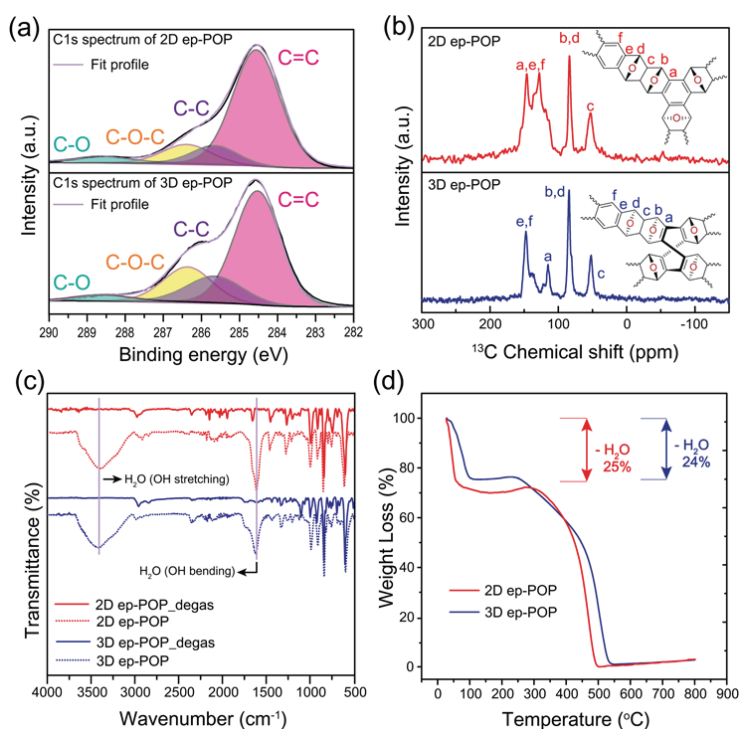 (a)
C1s spectrum of 2D ep-POP
Fit profile
C=C
C-C
C-O-C
C-O
C1s spectrum of 3D ep-POP
Fit profile
C=C
C-C
C-O-C
C-O
Intensity (a.u.)
290 289 288 287 286 285 284 283 282
Binding energy (eV)
(b)
2D ep-POP
a,e,f
b,d
c
f
e d
c b
a
O
O
O
3D ep-POP
e,f
a
b,d
c
f
e d c b a
O
O
O
O
O
Intensity (a.u.)
300 200 100 0 -100
¹³C Chemical shift (ppm)
(c)
H₂O (OH stretching)
H₂O (OH bending)
2D ep-POP_degas
2D ep-POP
3D ep-POP_degas
3D ep-POP
Transmittance (%)
4000 3500 3000 2500 2000 1500 1000 500
Wavenumber (cm⁻¹)
(d)
- H₂O
25%
- H₂O
24%
2D ep-POP
3D ep-POP
Weight Loss (%)
100
80
60
40
20
0
0 100 200 300 400 500 600 700 800 900
Temperature (°C)